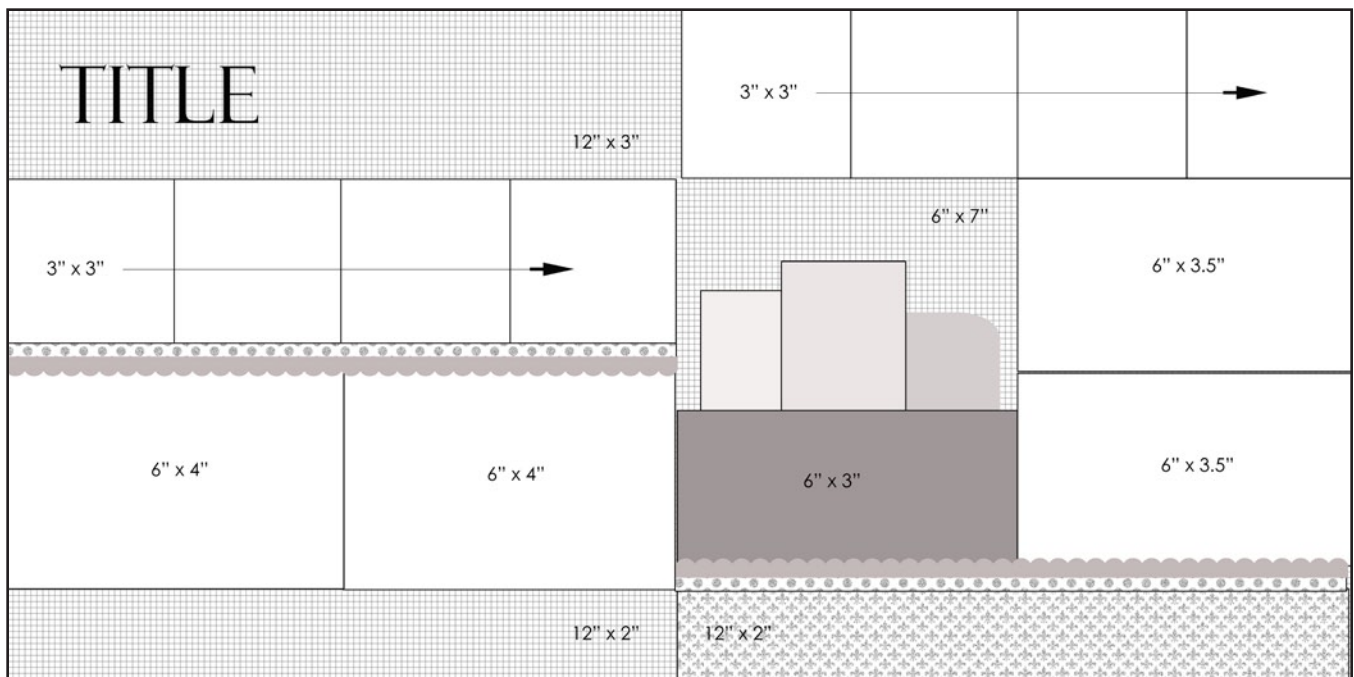 TITLE
12” x 3”
3” x 3”
6” x 4”
6” x 4”
12” x 2”
3” x 3”
6” x 7”
6” x 3.5”
6” x 3”
6” x 3.5”
12” x 2”